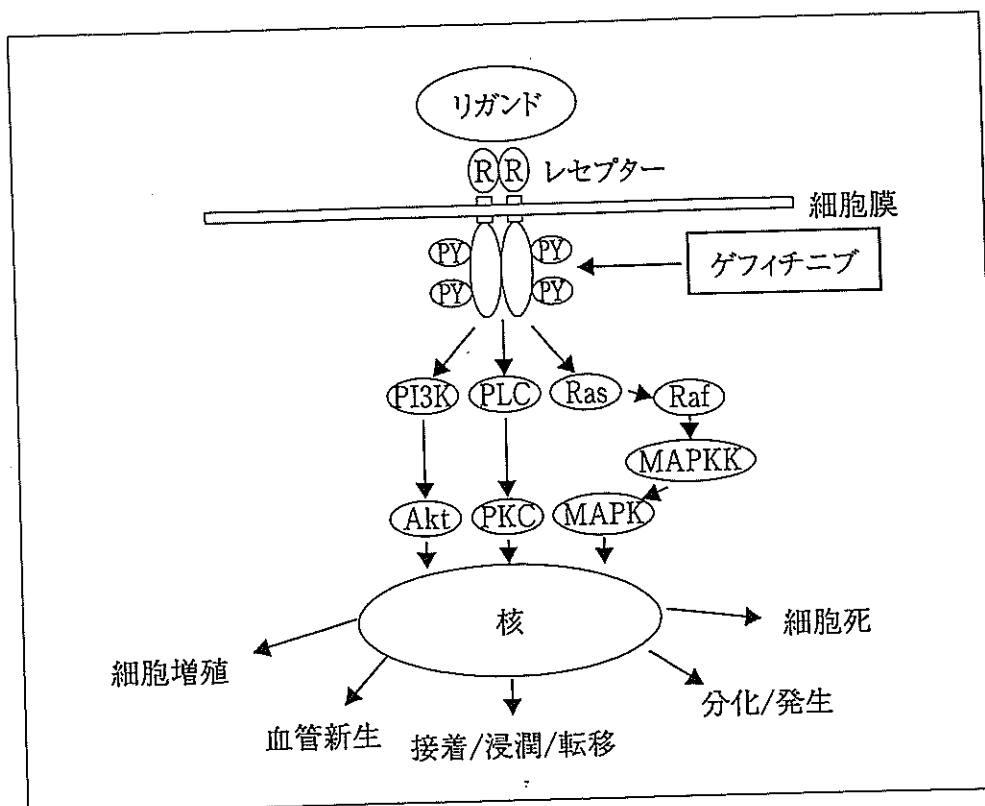 リガンド
R R レセプター
細胞膜
PY PY
ゲフィチニブ
PY PY
PI3K PLC Ras Raf
MAPKK
Akt PKC MAPK
核
細胞死
細胞増殖
分化/発生
血管新生
接着/浸潤/転移